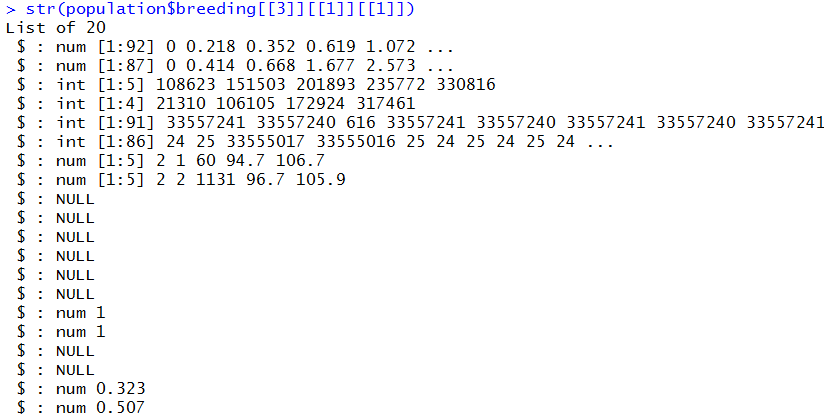 > str(population$breeding[[3]][[1]][[1]])
List of 20
 $ : num [1:92] 0 0.218 0.352 0.619 1.072 ...
 $ : num [1:87] 0 0.414 0.668 1.677 2.573 ...
 $ : int [1:5] 108623 151503 201893 235772 330816
 $ : int [1:4] 21310 106105 172924 317461
 $ : int [1:91] 33557241 33557240 616 33557241 33557240 33557241 33557240 33557241
 $ : int [1:86] 24 25 33555017 33555016 25 24 25 24 25 24 ...
 $ : num [1:5] 2 1 60 94.7 106.7
 $ : num [1:5] 2 2 1131 96.7 105.9
 $ : NULL
 $ : NULL
 $ : NULL
 $ : NULL
 $ : NULL
 $ : NULL
 $ : num 1
 $ : num 1
 $ : NULL
 $ : NULL
 $ : num 0.323
 $ : num 0.507